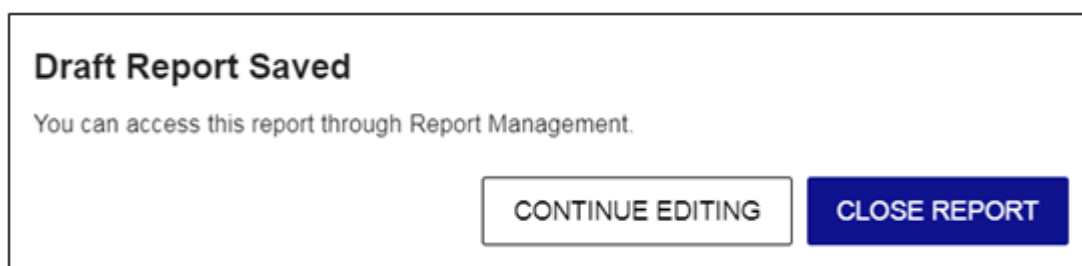 Draft Report Saved
You can access this report through Report Management.
CONTINUE EDITING
CLOSE REPORT